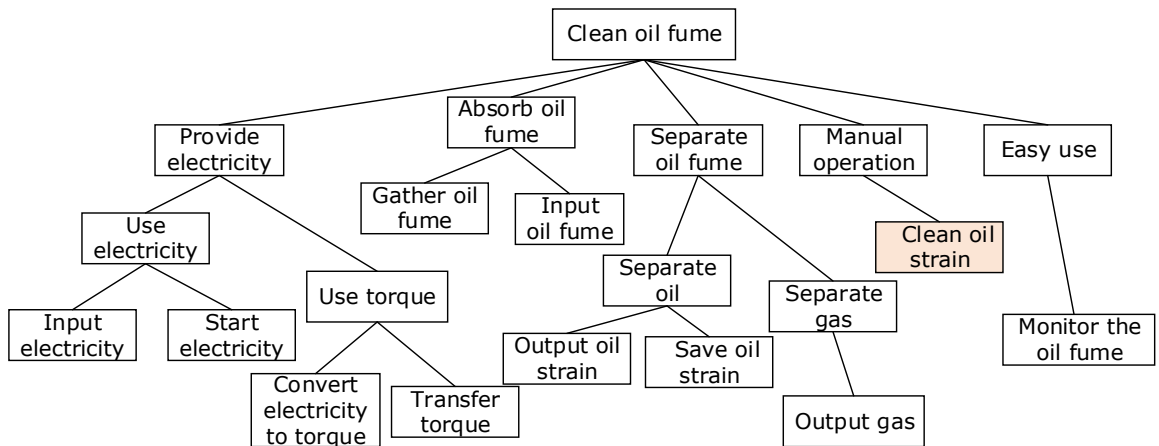 Clean oil fume
Absorb oil
fume
Provide
electricity
Separate
oil fume
Manual
operation
Easy use
Gather oil
fume
Input
oil fume
Use
electricity
Clean oil
strain
Separate
oil
Use torque
Separate
gas
Input
electricity
Start
electricity
Monitor the
oil fume
Output oil
strain
Save oil
strain
Convert
electricity
to torque
Transfer
torque
Output gas